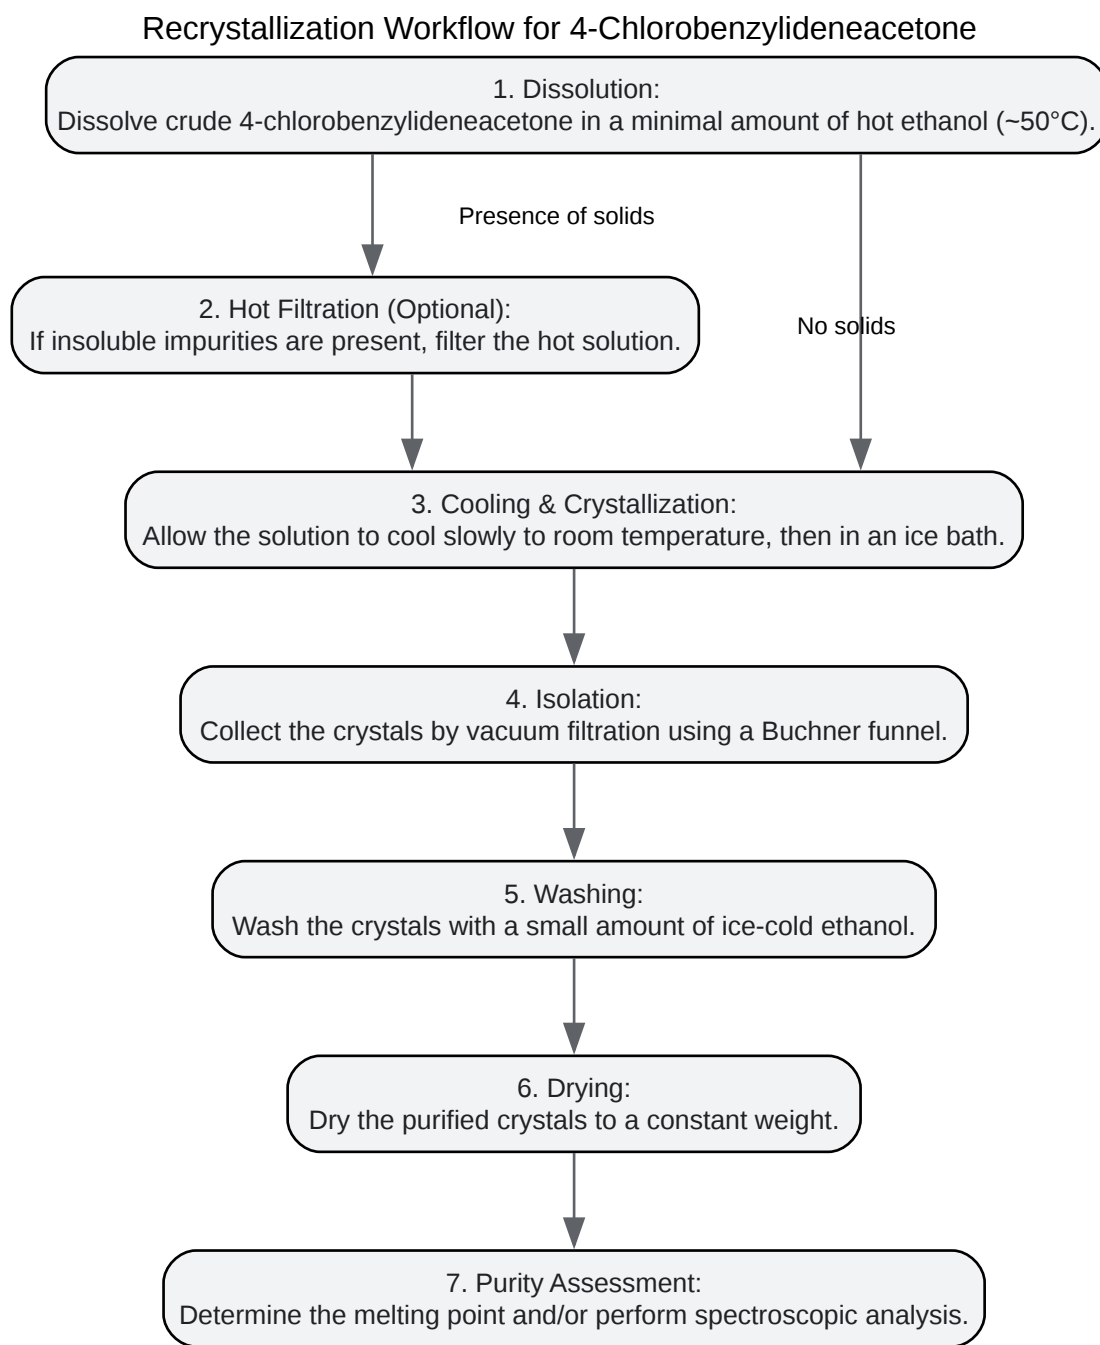 Recrystallization Workflow for 4-Chlorobenzylideneacetone
1. Dissolution:
Dissolve crude 4-chlorobenzylideneacetone in a minimal amount of hot ethanol (~50°C).
Presence of solids
2. Hot Filtration (Optional):
If insoluble impurities are present, filter the hot solution.
No solids
3. Cooling & Crystallization:
Allow the solution to cool slowly to room temperature, then in an ice bath.
4. Isolation:
Collect the crystals by vacuum filtration using a Buchner funnel.
5. Washing:
Wash the crystals with a small amount of ice-cold ethanol.
6. Drying:
Dry the purified crystals to a constant weight.
7. Purity Assessment:
Determine the melting point and/or perform spectroscopic analysis.